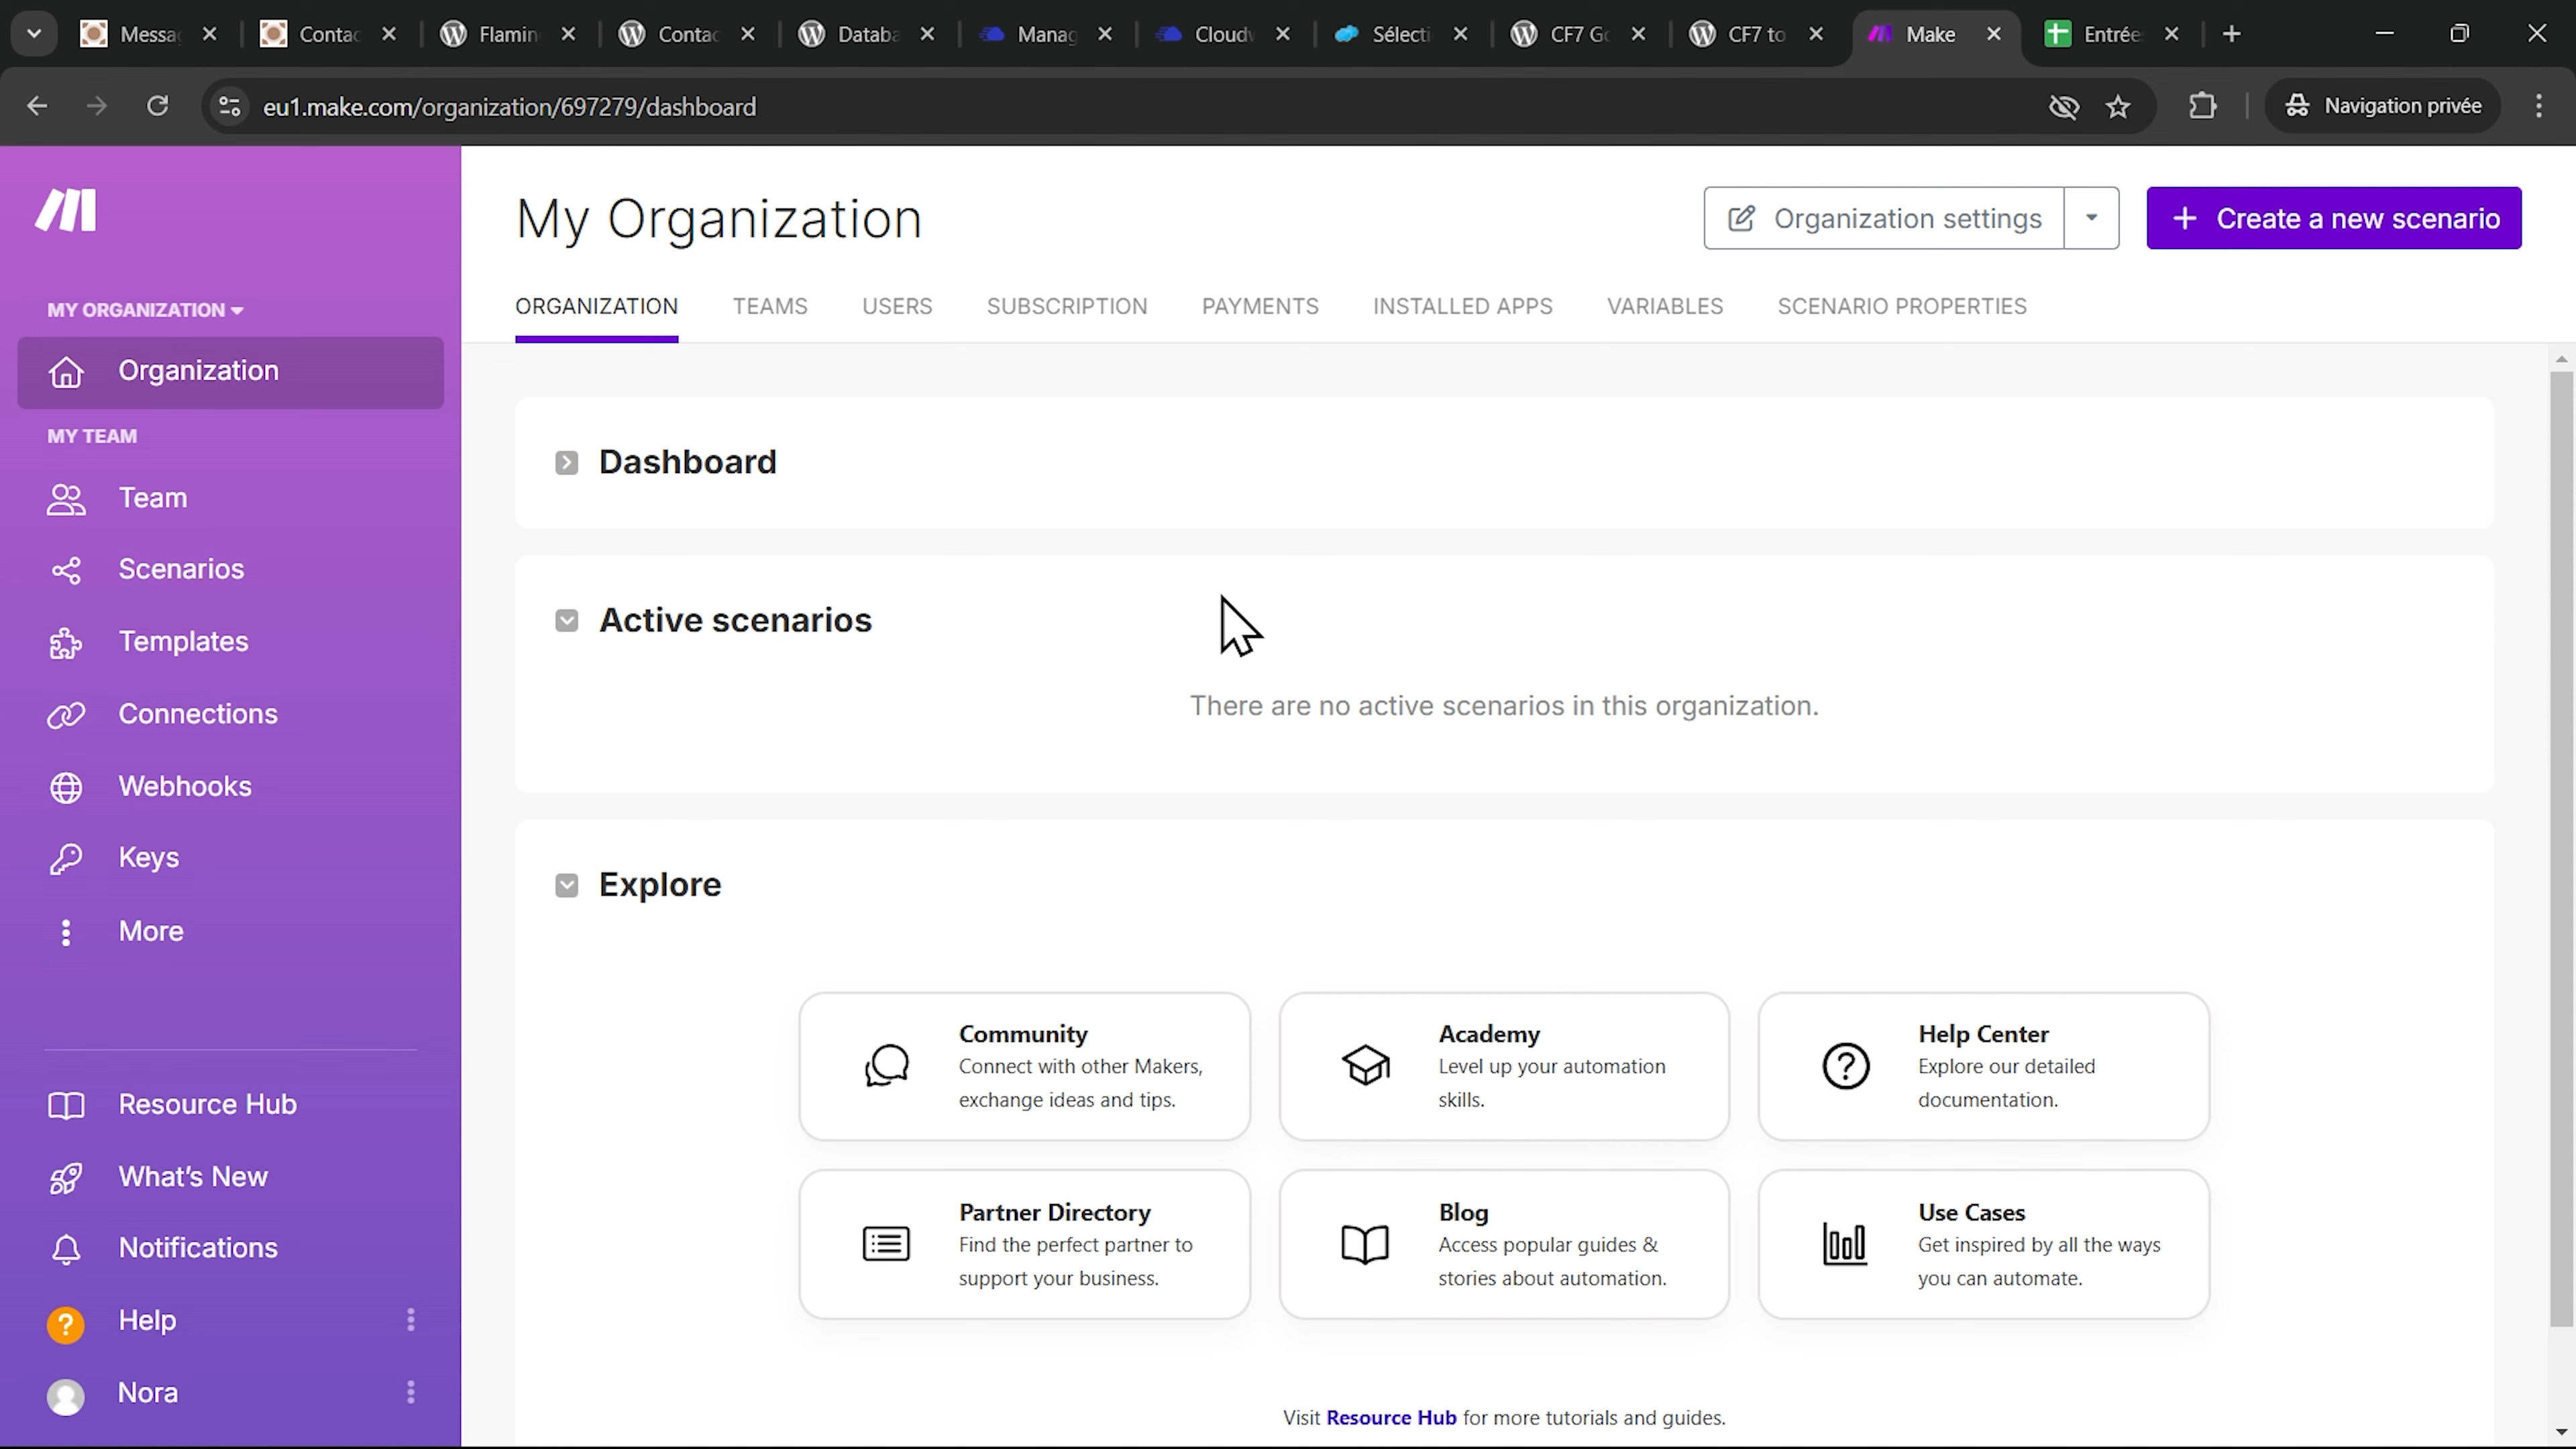 Messa
Contac
Flamin
Contac
Databa
Manag
Cloudw
Sélecti
CF7 Go
CF7 to
Make
Entrée
eu1.make.com/organization/697279/dashboard
Navigation privée
My Organization
Organization settings
Create a new scenario
MY ORGANIZATION
ORGANIZATION
TEAMS
USERS
SUBSCRIPTION
PAYMENTS
INSTALLED APPS
VARIABLES
SCENARIO PROPERTIES
Organization
MY TEAM
Team
Scenarios
Templates
Connections
Webhooks
Keys
More
Resource Hub
What's New
Notifications
Help
Nora
Dashboard
Active scenarios
There are no active scenarios in this organization.
Explore
Community
Connect with other Makers,
exchange ideas and tips.
Academy
Level up your automation
skills.
Help Center
Explore our detailed
documentation.
Partner Directory
Find the perfect partner to
support your business.
Blog
Access popular guides &
stories about automation.
Use Cases
Get inspired by all the ways
you can automate.
Visit Resource Hub for more tutorials and guides.